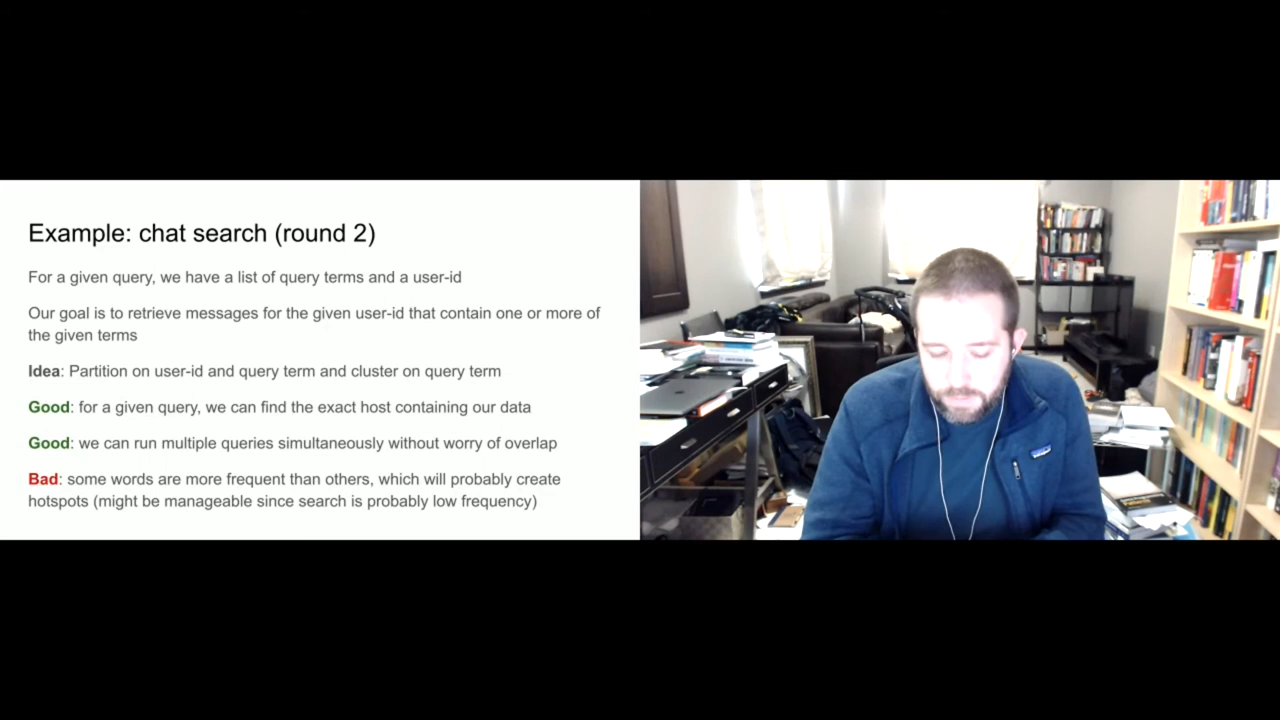 Example: chat search (round 2)
For a given query, we have a list of query terms and a user-id
Our goal is to retrieve messages for the given user-id that contain one or more of
the given terms
Idea: Partition on user-id and query term and cluster on query term
Good: for a given query, we can find the exact host containing our data
Good: we can run multiple queries simultaneously without worry of overlap
Bad: some words are more frequent than others, which will probably create
hotspots (might be manageable since search is probably low frequency)